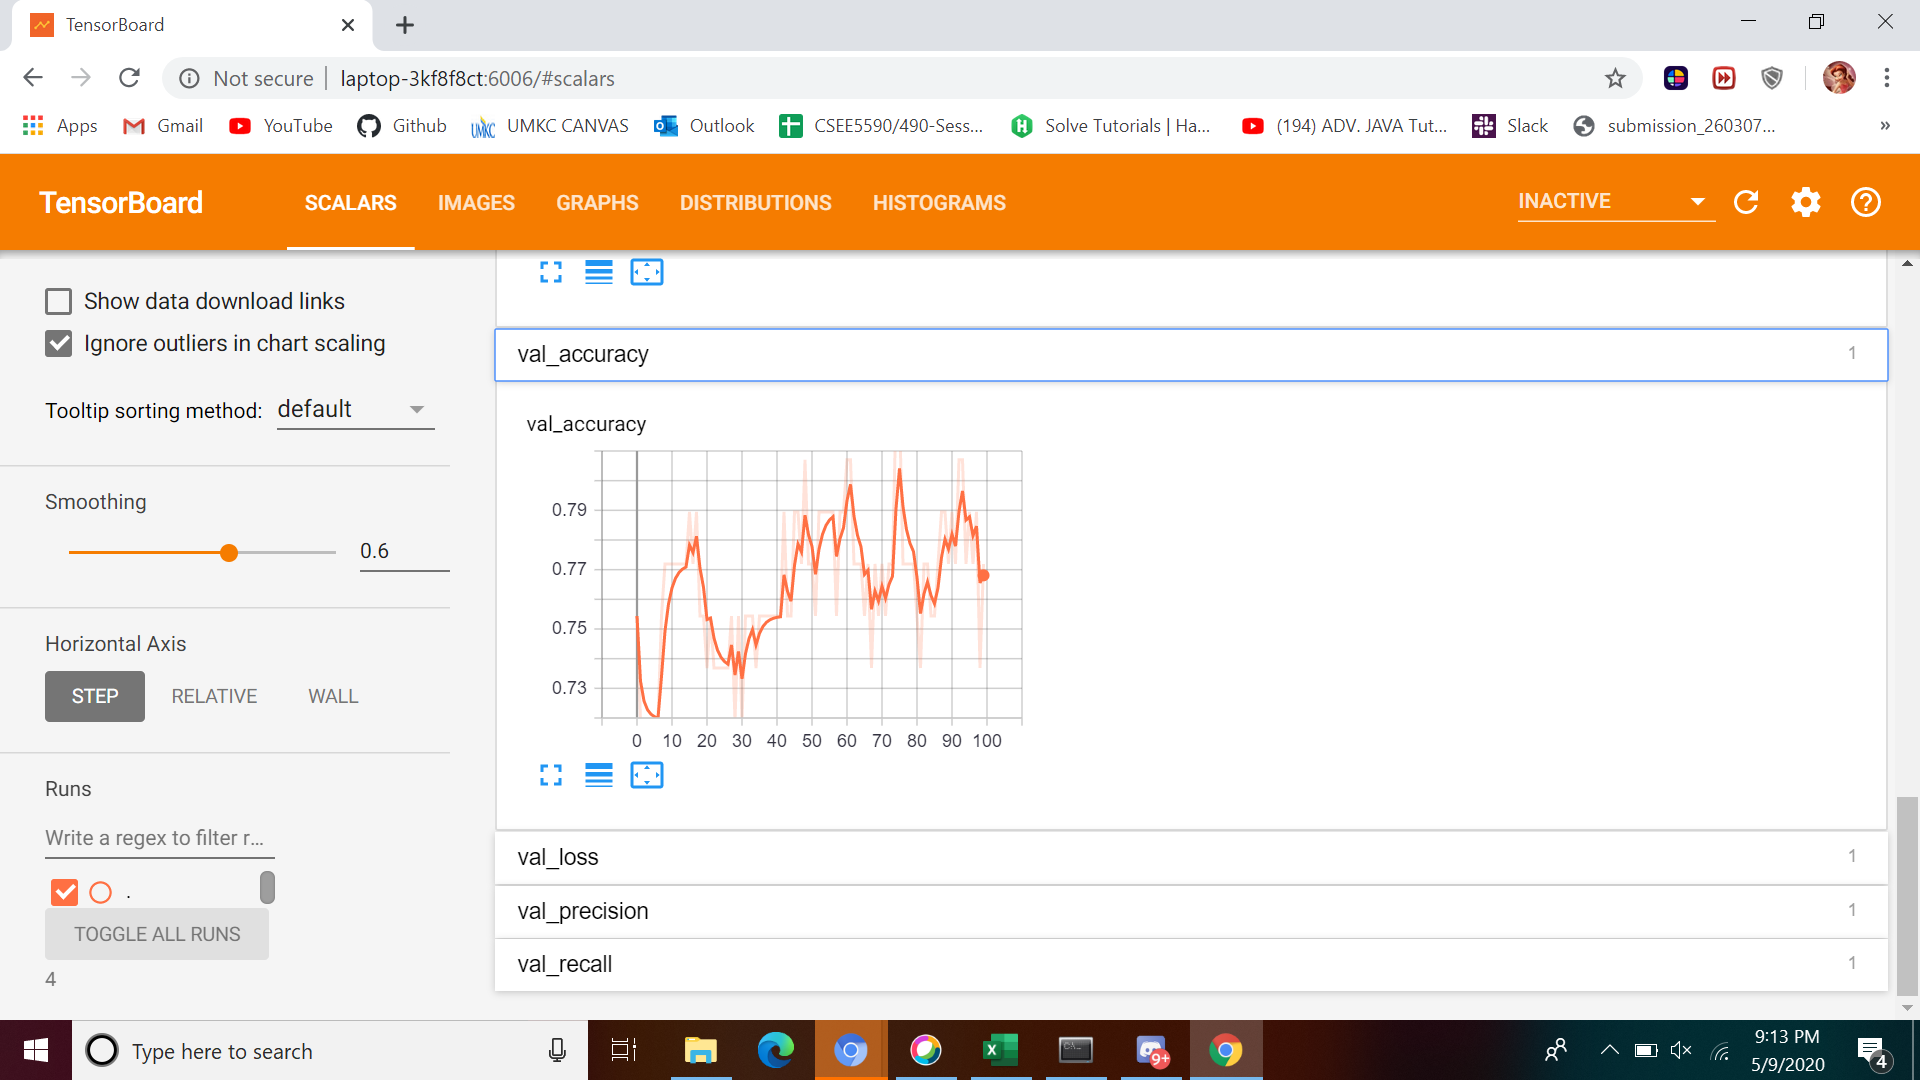 TensorBoard
Not secure | laptop-3kf8f8ct:6006/#scalars
Apps Gmail YouTube Github UMKC CANVAS Outlook CSEE5590/490-Sess... Solve Tutorials | Ha... (194) ADV. JAVA Tut... Slack submission_260307... »
TensorBoard SCALARS IMAGES GRAPHS DISTRIBUTIONS HISTOGRAMS INACTIVE
Show data download links
Ignore outliers in chart scaling
Tooltip sorting method: default
Smoothing
0.6
Horizontal Axis
STEP RELATIVE WALL
Runs
Write a regex to filter r...
.
TOGGLE ALL RUNS
4
val_accuracy 1
val_accuracy
0.79
0.77
0.75
0.73
0 10 20 30 40 50 60 70 80 90 100
val_loss 1
val_precision 1
val_recall 1
Type here to search
9+
9:13 PM
5/9/2020
4